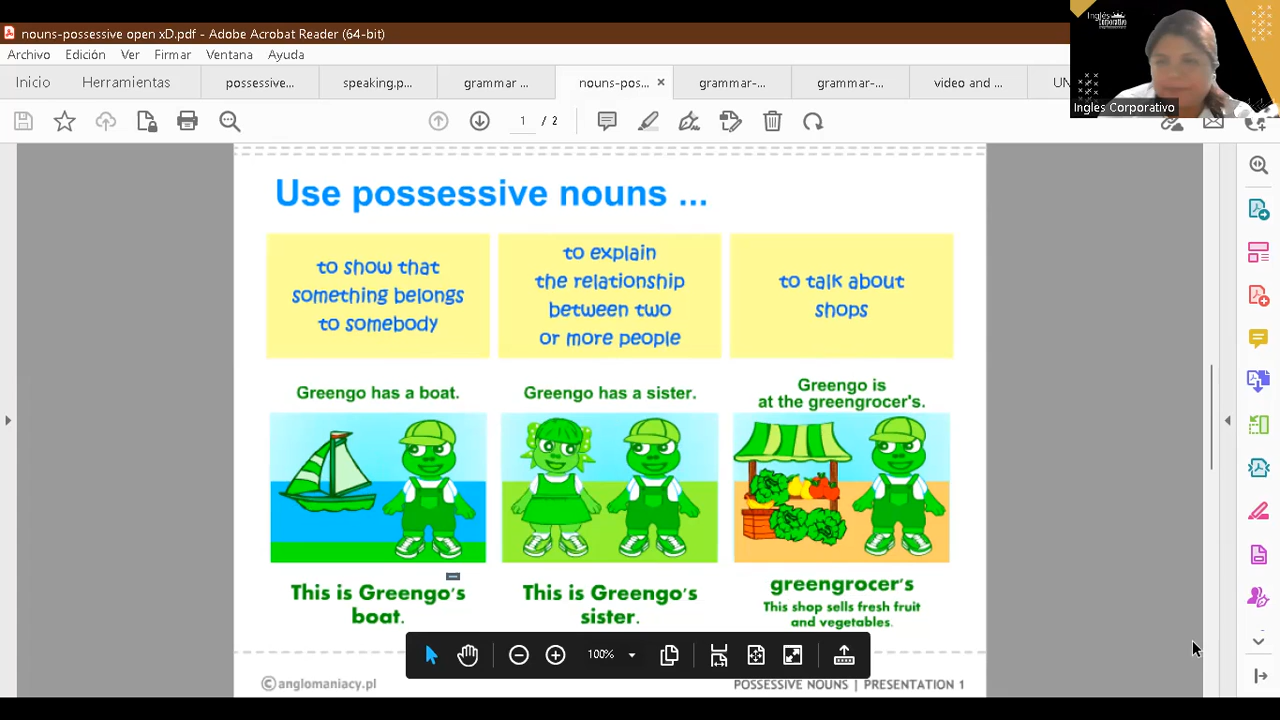 nouns-possessive open xD.pdf - Adobe Acrobat Reader (64-bit)
Archivo Edición Ver Firmar Ventana Ayuda
Inicio Herramientas possessive... speaking.p... grammar ... nouns-pos... × grammar-... grammar-... video and ... UN
Inglés
Corporativo
Ingles Corporativo
1 / 2
Use possessive nouns ...
to show that
something belongs
to somebody
to explain
the relationship
between two
or more people
to talk about
shops
Greengo has a boat.
Greengo has a sister.
Greengo is
at the greengrocer's.
This is Greengo's
boat.
This is Greengo's
sister.
greengrocer's
This shop sells fresh fruit
and vegetables.
100%
©anglomaniacy.pl
POSSESSIVE NOUNS | PRESENTATION 1